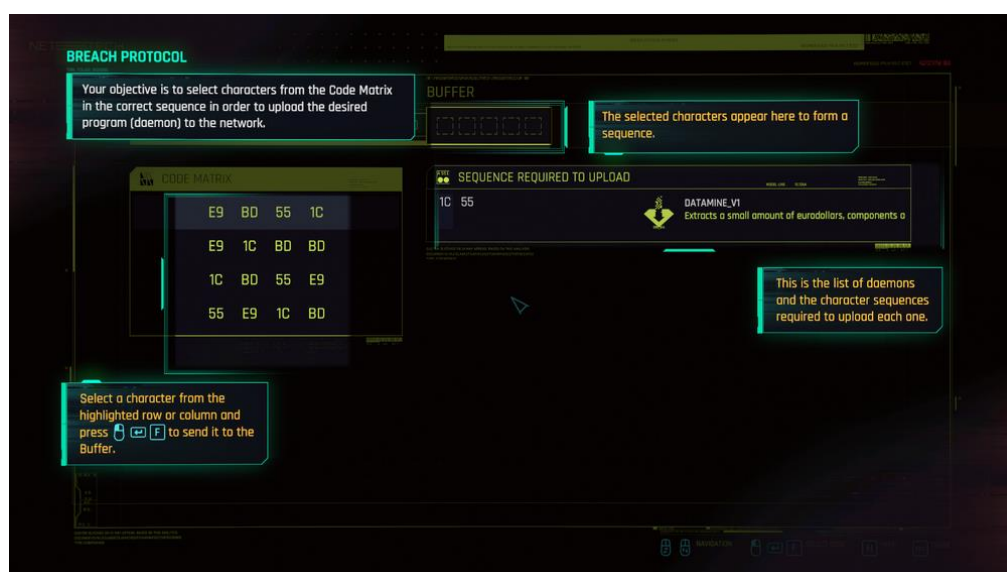 BREACH PROTOCOL
Your objective is to select characters from the Code Matrix
in the correct sequence in order to upload the desired
program (daemon) to the network.
BUFFER
The selected characters appear here to form a
sequence.
CODE MATRIX
E9 BD 55 1C
E9 1C BD BD
1C BD 55 E9
55 E9 1C BD
SEQUENCE REQUIRED TO UPLOAD
1C 55
DATAMINE_V1
Extracts a small amount of eurodollars, components a
This is the list of daemons
and the character sequences
required to upload each one.
Select a character from the
highlighted row or column and
press F to send it to the
Buffer.
NAVIGATION